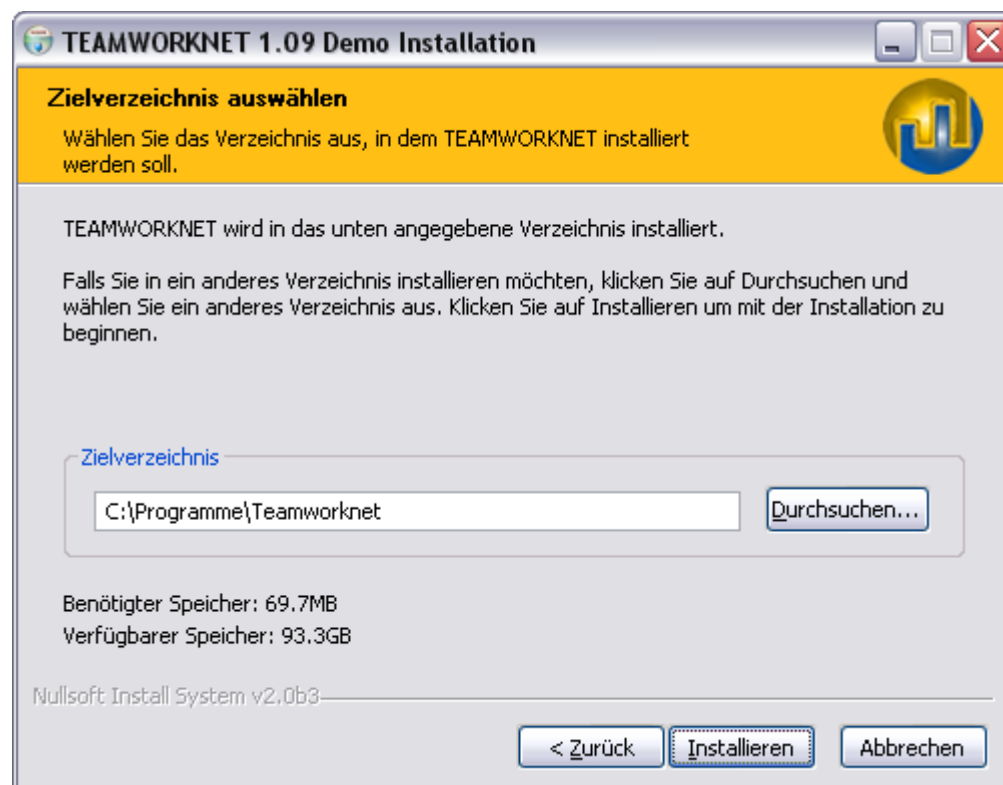 TEAMWORKNET 1.09 Demo Installation
Zielverzeichnis auswählen
Wählen Sie das Verzeichnis aus, in dem TEAMWORKNET installiert
werden soll.
TEAMWORKNET wird in das unten angegebene Verzeichnis installiert.
Falls Sie in ein anderes Verzeichnis installieren möchten, klicken Sie auf Durchsuchen und
wählen Sie ein anderes Verzeichnis aus. Klicken Sie auf Installieren um mit der Installation zu
beginnen.
Zielverzeichnis
C:\Programme\Teamworknet
Durchsuchen...
Benötigter Speicher: 69.7MB
Verfügbarer Speicher: 93.3GB
Nullsoft Install System v2.0b3
< Zurück
Installieren
Abbrechen